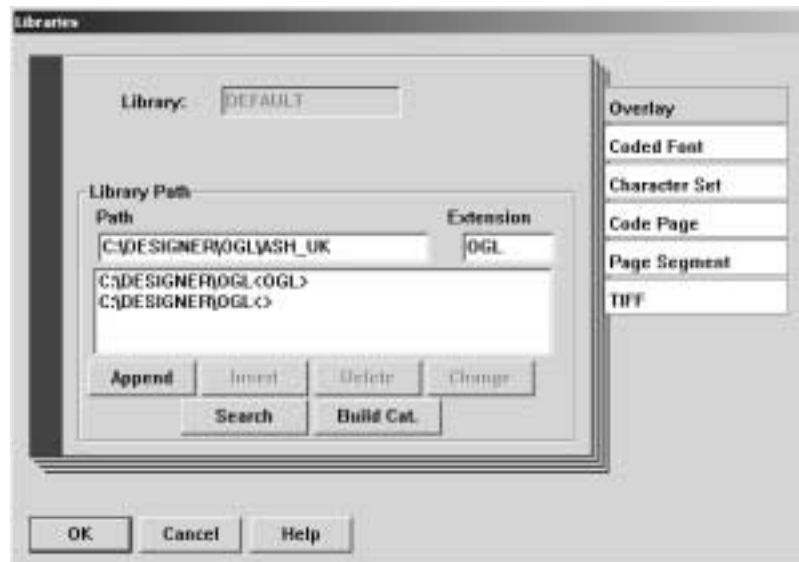 Libraries
Library: DEFAULT
Library Path
Path Extension
C:\DESIGNER\OGL\ASH_UK OGL
C:\DESIGNER\OGL<OGL>
C:\DESIGNER\OGL<>
Append Insert Delete Change
Search Build Cat.
OK Cancel Help
Overlay
Coded Font
Character Set
Code Page
Page Segment
TIFF